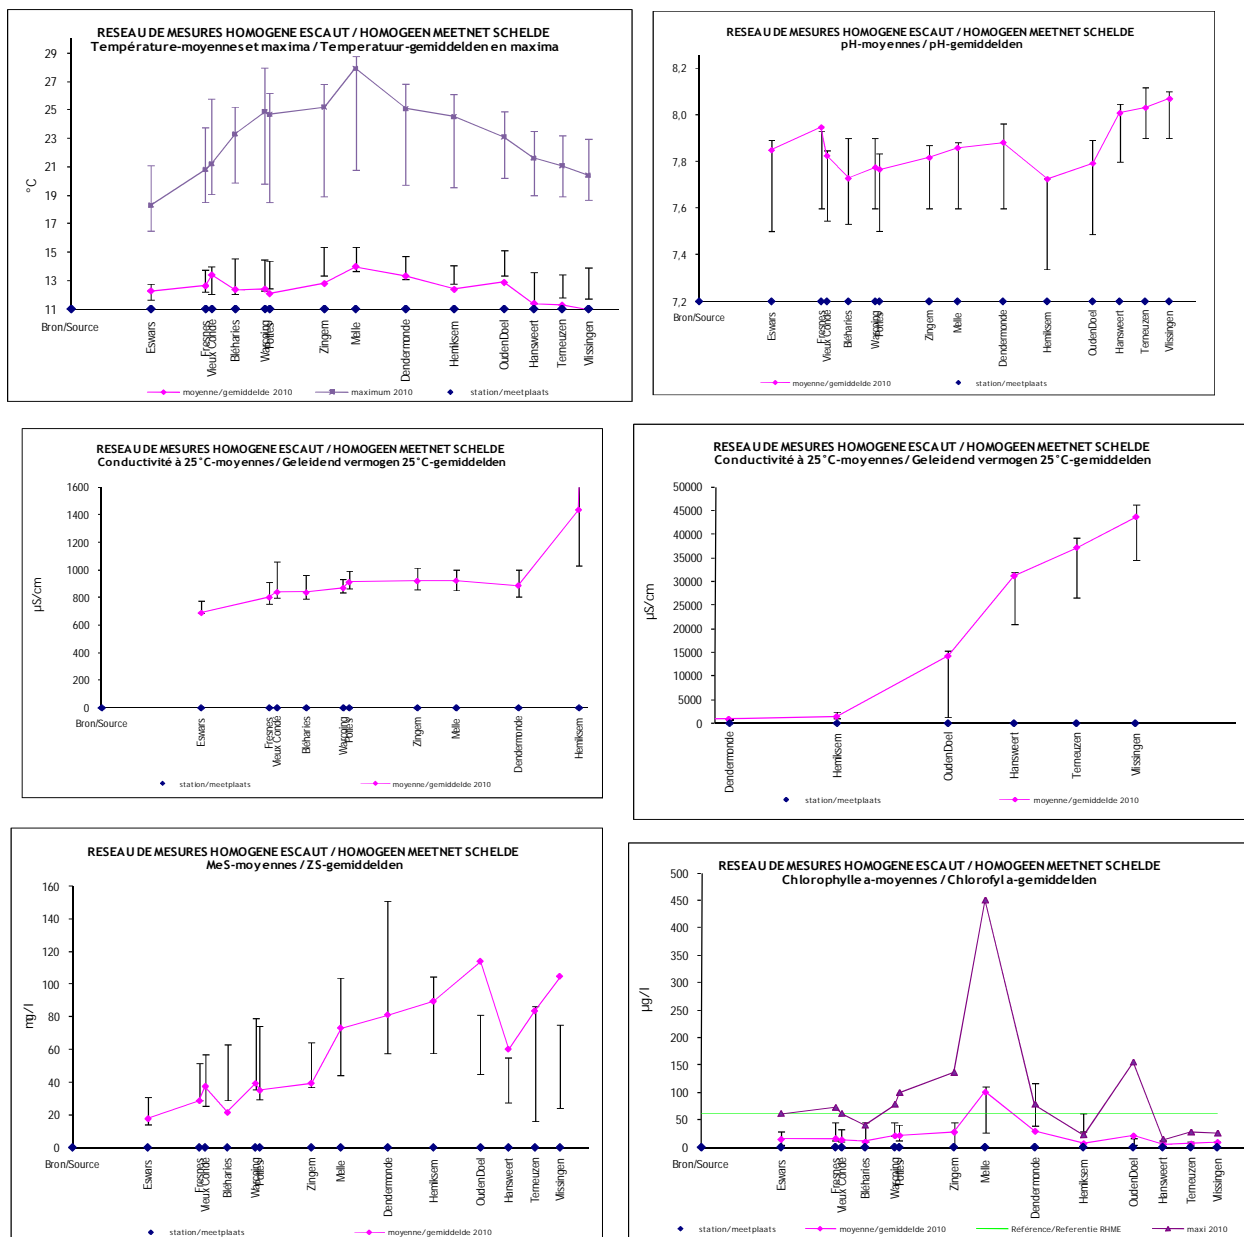 RESEAU DE MESURES HOMOGENE ESCAUT / HOMOGEEN MEETNET SCHELDE
Température-moyennes et maxima / Temperatuur-gemiddelden en maxima
29
27
25
23
21
19
17
15
13
11
°C
Bron/Source
Eswars
Fresnes
Vieux Conde
Bléharies
Warcoing
Pottes
Zingem
Melle
Dendermonde
Hemiksem
OudenDoel
Hansweert
Terneuzen
Vlissingen
moyenne/gemiddelde 2010
maximum 2010
station/meetplaats
RESEAU DE MESURES HOMOGENE ESCAUT / HOMOGEEN MEETNET SCHELDE
pH-moyennes / pH-gemiddelden
8,2
8,0
7,8
7,6
7,4
7,2
Bron/Source
Eswars
Fresnes
Vieux Conde
Bléharies
Warcoing
Pottes
Zingem
Melle
Dendermonde
Hemiksem
OudenDoel
Hansweert
Terneuzen
Vlissingen
moyenne/gemiddelde 2010
station/meetplaats
RESEAU DE MESURES HOMOGENE ESCAUT / HOMOGEEN MEETNET SCHELDE
Conductivité à 25°C-moyennes / Geleidend vermogen 25°C-gemiddelden
1600
1400
1200
1000
800
600
400
200
0
µS/cm
Bron/Source
Eswars
Fresnes
Vieux Conde
Bléharies
Warcoing
Pottes
Zingem
Melle
Dendermonde
Hemiksem
station/meetplaats
moyenne/gemiddelde 2010
RESEAU DE MESURES HOMOGENE ESCAUT / HOMOGEEN MEETNET SCHELDE
Conductivité à 25°C-moyennes / Geleidend vermogen 25°C-gemiddelden
50000
45000
40000
35000
30000
25000
20000
15000
10000
5000
0
µS/cm
Dendermonde
Hemiksem
OudenDoel
Hansweert
Terneuzen
Vlissingen
station/meetplaats
moyenne/gemiddelde 2010
RESEAU DE MESURES HOMOGENE ESCAUT / HOMOGEEN MEETNET SCHELDE
MeS-moyennes / ZS-gemiddelden
160
140
120
100
80
60
40
20
0
mg/l
Bron/Source
Eswars
Fresnes
Vieux Conde
Bléharies
Warcoing
Pottes
Zingem
Melle
Dendermonde
Hemiksem
OudenDoel
Hansweert
Terneuzen
Vlissingen
station/meetplaats
moyenne/gemiddelde 2010
RESEAU DE MESURES HOMOGENE ESCAUT / HOMOGEEN MEETNET SCHELDE
Chlorophylle a-moyennes / Chlorofyl a-gemiddelden
500
450
400
350
300
250
200
150
100
50
0
µg/l
Bron/Source
Eswars
Fresnes
Vieux Conde
Bléharies
Warcoing
Pottes
Zingem
Melle
Dendermonde
Hemiksem
OudenDoel
Hansweert
Terneuzen
Vlissingen
station/meetplaats
moyenne/gemiddelde 2010
Référence/Referentie RHME
maxi 2010